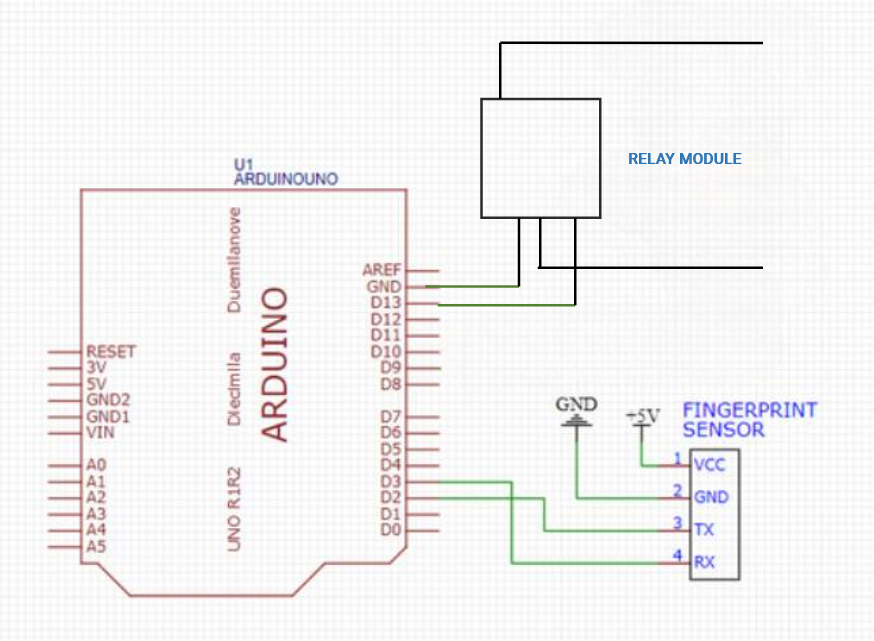 RELAY MODULE
U1
ARDUINOUNO
Duemilanove
AREF
GND
D13
D12
D11
D10
D9
D8
ARDUINO
RESET
3V
5V
GND2
GND1
VIN
Diedmila
D7
D6
D5
D4
D3
D2
D1
D0
A0
A1
A2
A3
A4
A5
UNO R1R2
GND
+5V
FINGERPRINT
SENSOR
1 VCC
2 GND
3 TX
4 RX